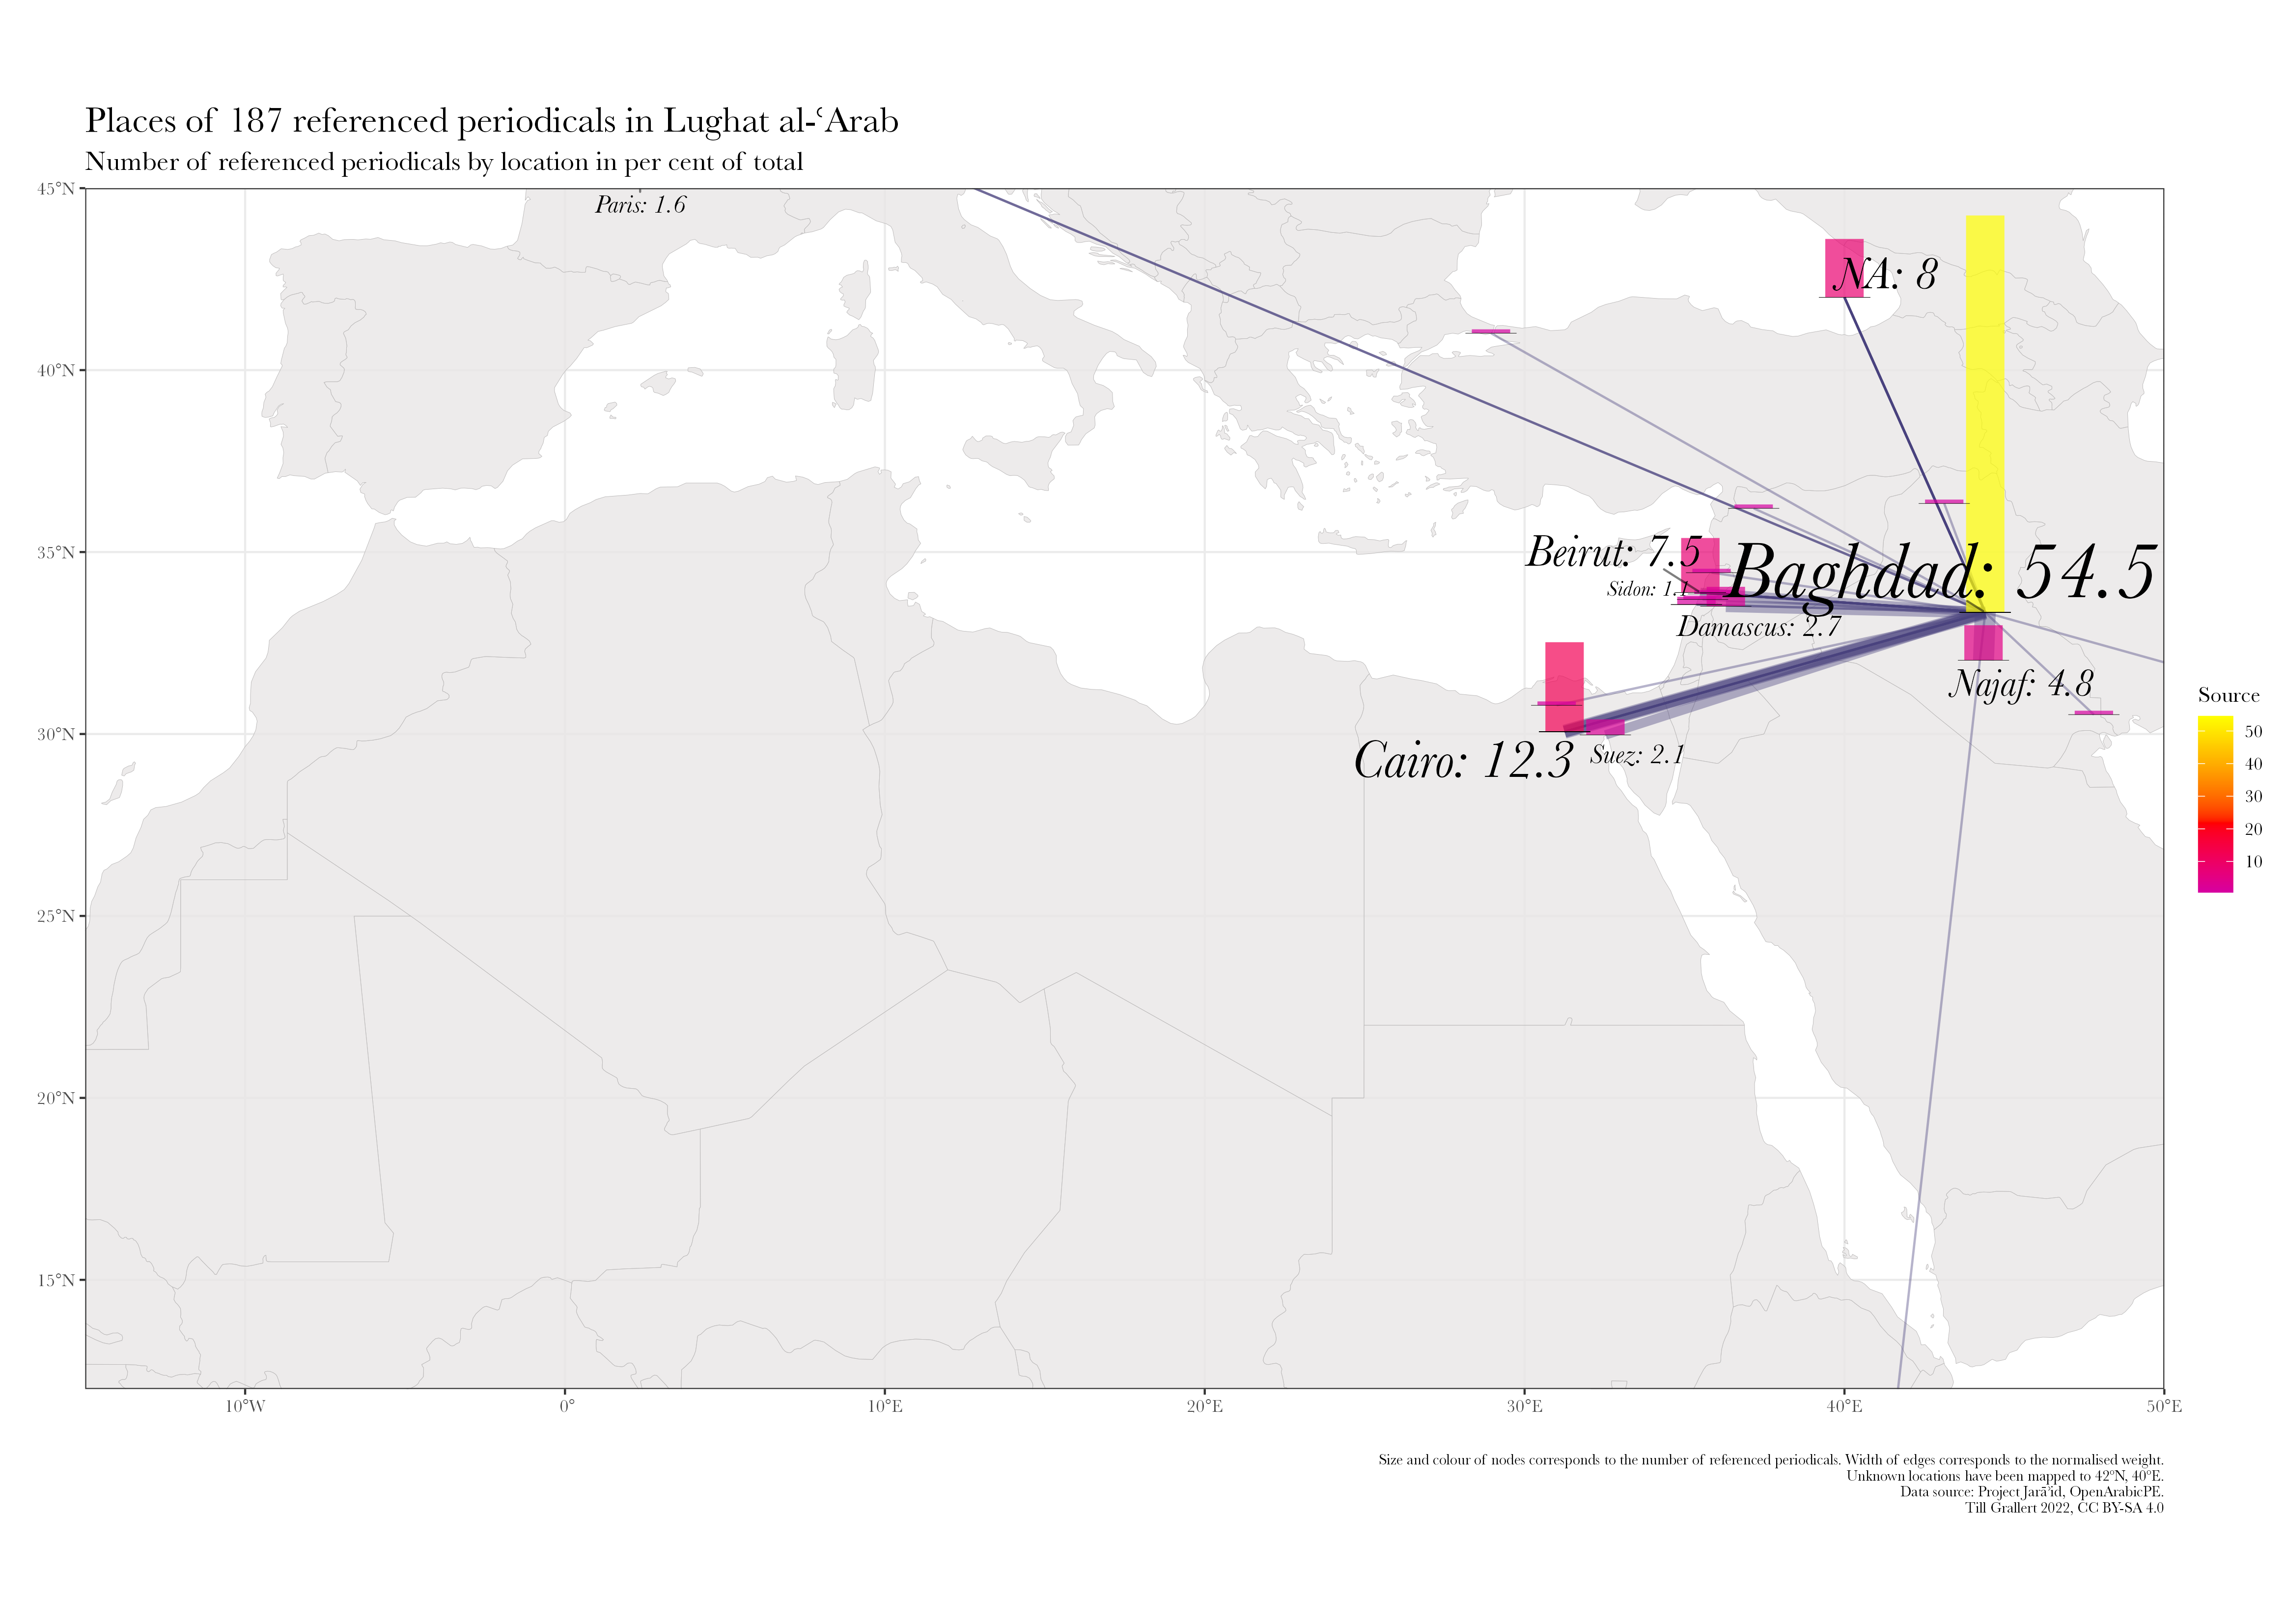 Places of 187 referenced periodicals in Lughat al-ʿArab
Number of referenced periodicals by location in per cent of total
45°N
40°N
35°N
30°N
25°N
20°N
15°N
Paris: 1.6
NA: 8
Beirut: 7.5
Baghdad: 54.5
Sidon: 1.1
Damascus: 2.7
Najaf: 4.8
Cairo: 12.3
Suez: 2.1
Source
50
40
30
20
10
10°W
0°
10°E
20°E
30°E
40°E
50°E
Size and colour of nodes corresponds to the number of referenced periodicals. Width of edges corresponds to the normalised weight.
Unknown locations have been mapped to 42°N, 40°E.
Data source: Project Jarāʾid, OpenArabicPE.
Till Grallert 2022, CC BY-SA 4.0